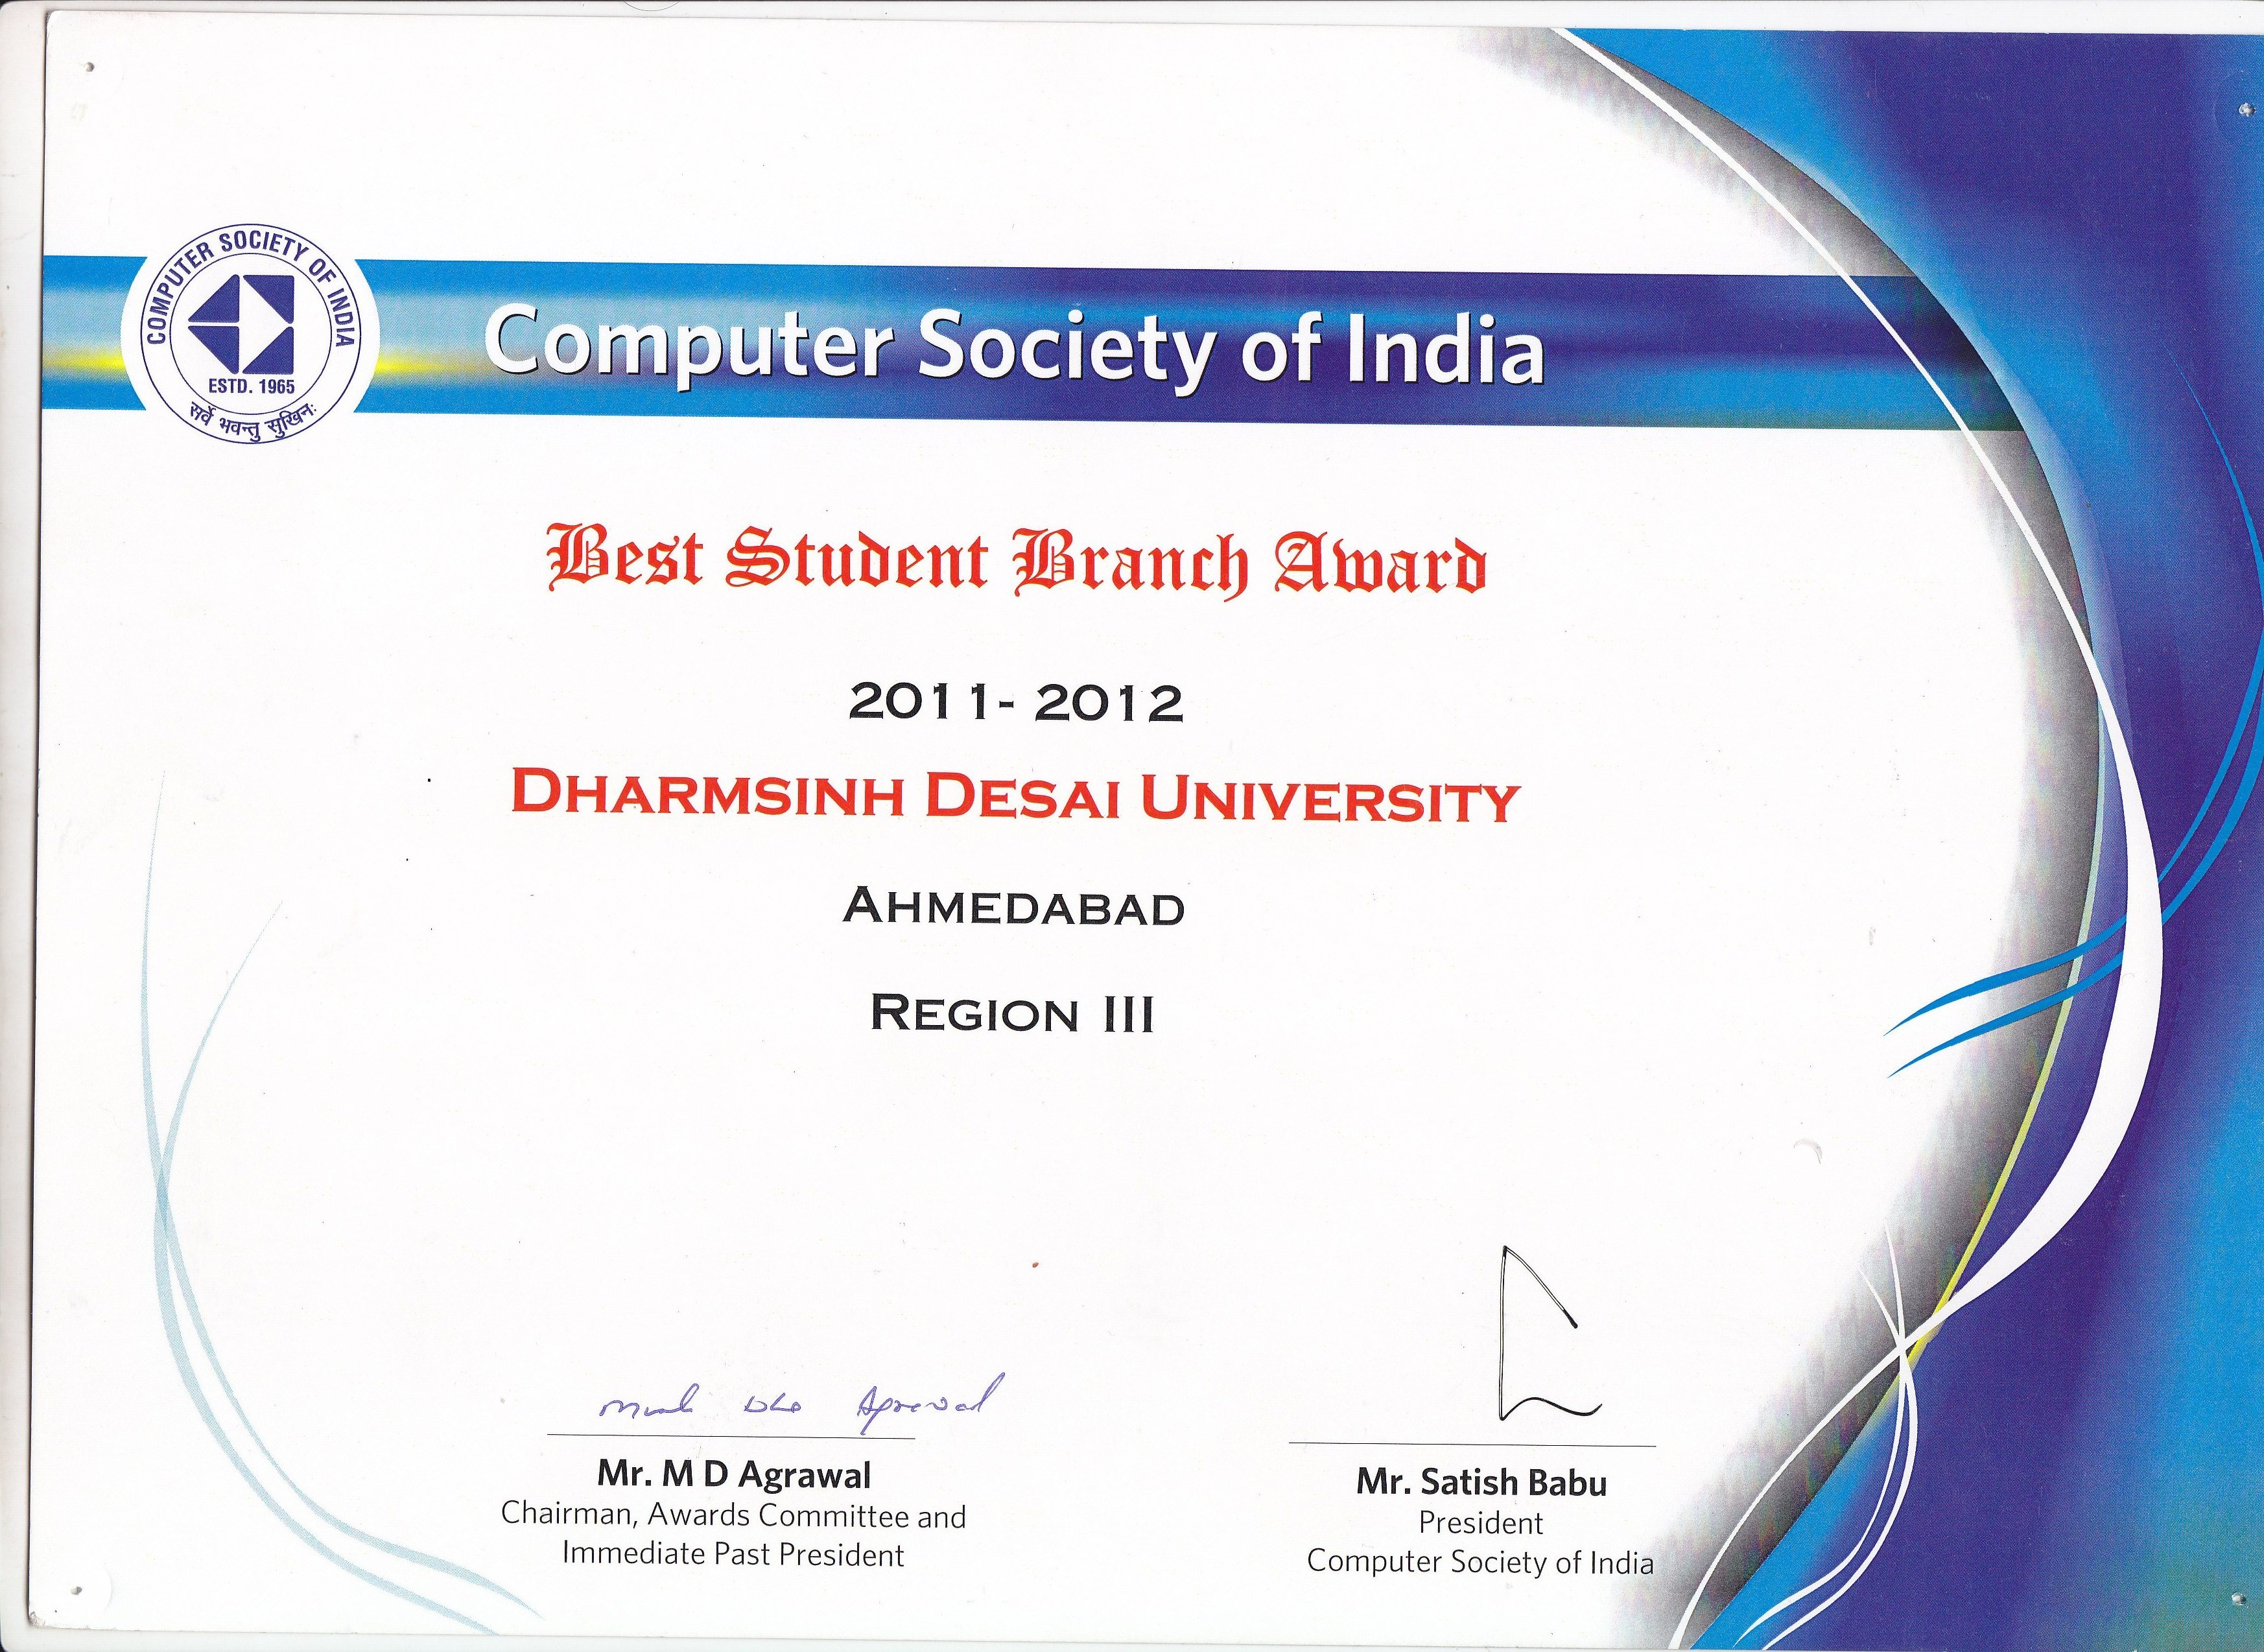 COMPUTER SOCIETY OF INDIA
ESTD. 1965
सर्वे भवन्तु सुखिनः
Computer Society of India
Best Student Branch Award
2011- 2012
DHARMSINH DESAI UNIVERSITY
AHMEDABAD
REGION III
Agrawal
Mr. M D Agrawal
Chairman, Awards Committee and
Immediate Past President
Mr. Satish Babu
President
Computer Society of India